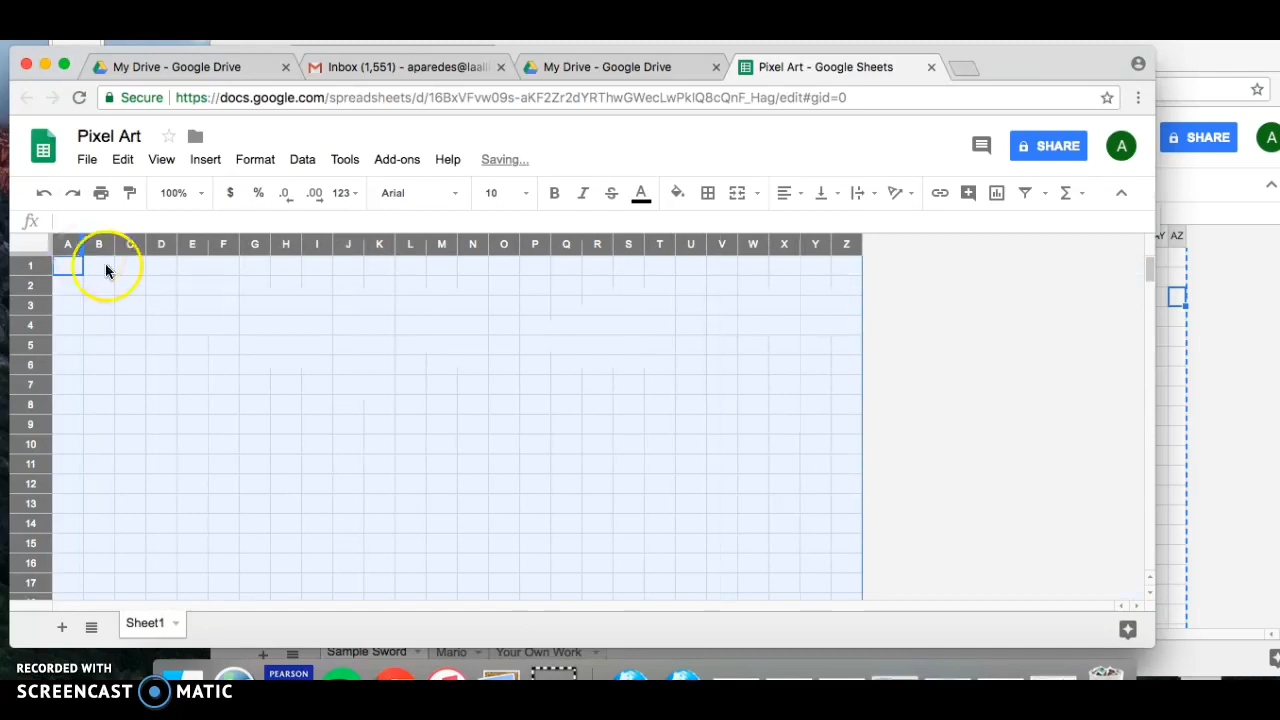 My Drive - Google Drive
Inbox (1,551) - aparedes@laalli
My Drive - Google Drive
Pixel Art - Google Sheets
Secure
https://docs.google.com/spreadsheets/d/16BxVFvw09s-aKF2Zr2dYRThwGWecLwPklQ8cQnF_Hag/edit#gid=0
Pixel Art
SHARE
A
SHARE
A
File Edit View Insert Format Data Tools Add-ons Help Saving...
100% $ % .0 .00 123 Arial 10 B I S A
fx
A B C D E F G H I J K L M N O P Q R S T U V W X Y Z
AZ
1
2
3
4
5
6
7
8
9
10
11
12
13
14
15
16
17
Sheet1
Sample Sword Mario Your Own Work
PEARSON
RECORDED WITH
SCREENCAST MATIC